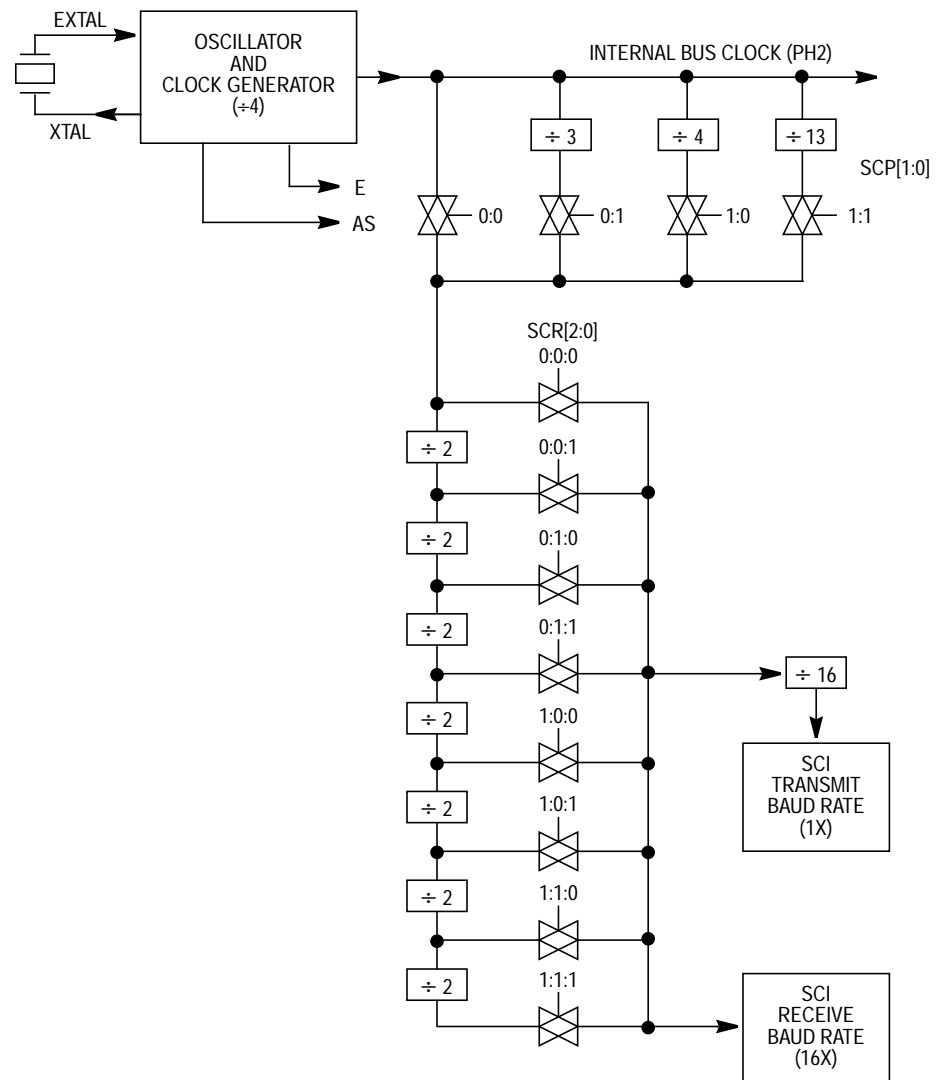 EXTAL
XTAL
OSCILLATOR
AND
CLOCK GENERATOR
(÷4)
E
AS
INTERNAL BUS CLOCK (PH2)
÷ 3
÷ 4
÷ 13
SCP[1:0]
0:0
0:1
1:0
1:1
SCR[2:0]
0:0:0
÷ 2
0:0:1
÷ 2
0:1:0
÷ 2
0:1:1
÷ 16
÷ 2
1:0:0
SCI
TRANSMIT
BAUD RATE
(1X)
÷ 2
1:0:1
÷ 2
1:1:0
÷ 2
1:1:1
SCI
RECEIVE
BAUD RATE
(16X)